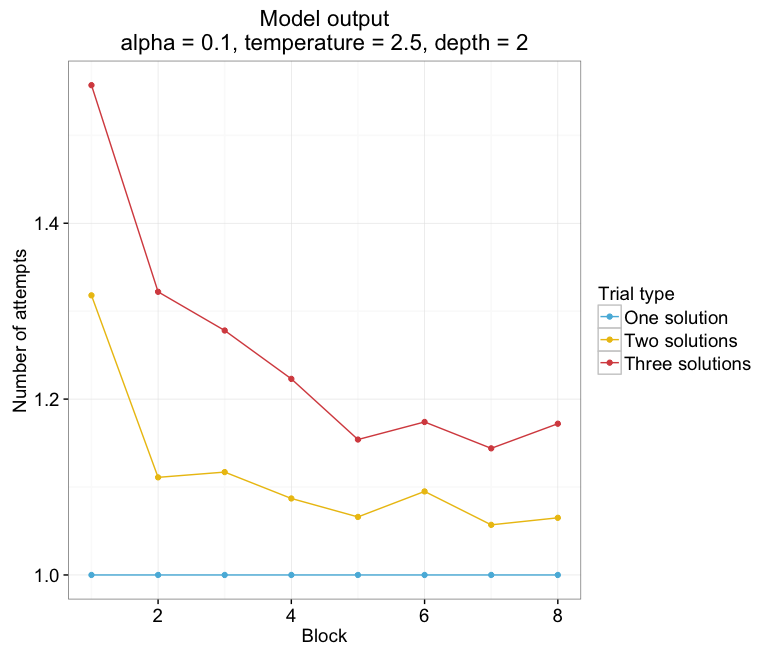 Model output
alpha = 0.1, temperature = 2.5, depth = 2
Number of attempts
1.4
1.2
1.0
2
4
6
8
Block
Trial type
One solution
Two solutions
Three solutions